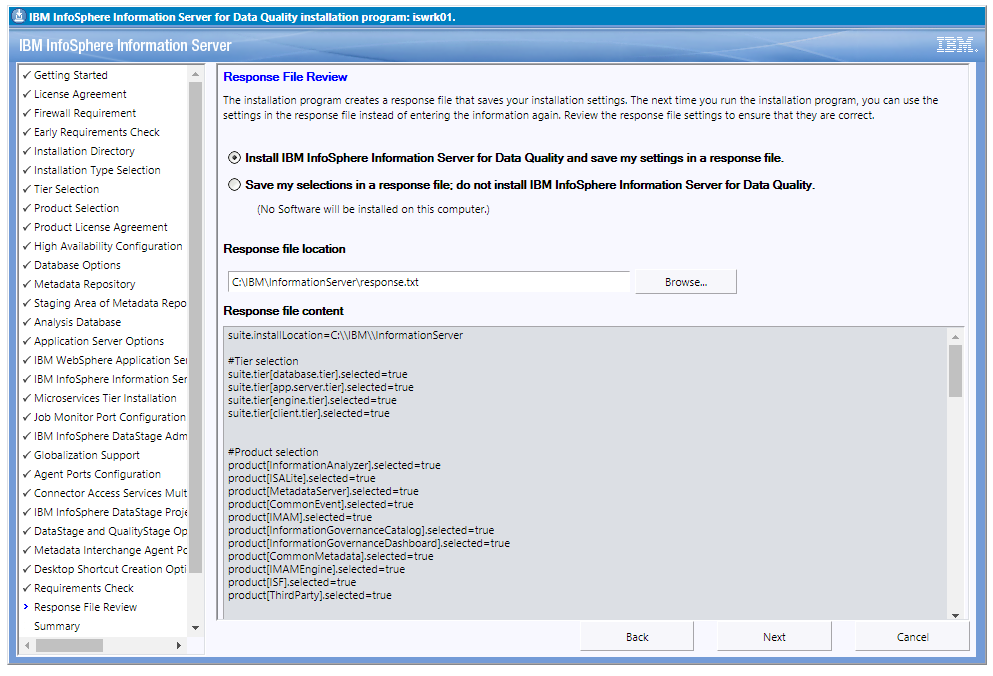 IBM InfoSphere Information Server for Data Quality installation program: iswrk01.
IBM InfoSphere Information Server
IBM.
Getting Started
License Agreement
Firewall Requirement
Early Requirements Check
Installation Directory
Installation Type Selection
Tier Selection
Product Selection
Product License Agreement
High Availability Configuration
Database Options
Metadata Repository
Staging Area of Metadata Repo
Analysis Database
Application Server Options
IBM WebSphere Application Se
IBM InfoSphere Information Ser
Microservices Tier Installation
Job Monitor Port Configuration
IBM InfoSphere DataStage Adm
Globalization Support
Agent Ports Configuration
Connector Access Services Mult
IBM InfoSphere DataStage Proje
DataStage and QualityStage Op
Metadata Interchange Agent Po
Desktop Shortcut Creation Opti
Requirements Check
Response File Review
Summary
Response File Review
The installation program creates a response file that saves your installation settings. The next time you run the installation program, you can use the
settings in the response file instead of entering the information again. Review the response file settings to ensure that they are correct.
Install IBM InfoSphere Information Server for Data Quality and save my settings in a response file.
Save my selections in a response file; do not install IBM InfoSphere Information Server for Data Quality.
(No Software will be installed on this computer.)
Response file location
C:\IBM\InformationServer\response.txt
Browse...
Response file content
suite.installLocation=C:\\IBM\\InformationServer
#Tier selection
suite.tier[database.tier].selected=true
suite.tier[app.server.tier].selected=true
suite.tier[engine.tier].selected=true
suite.tier[client.tier].selected=true
#Product selection
product[InformationAnalyzer].selected=true
product[ISALite].selected=true
product[MetadataServer].selected=true
product[CommonEvent].selected=true
product[IMAM].selected=true
product[InformationGovernanceCatalog].selected=true
product[InformationGovernanceDashboard].selected=true
product[CommonMetadata].selected=true
product[IMAMEngine].selected=true
product[ISF].selected=true
product[ThirdParty].selected=true
Back
Next
Cancel